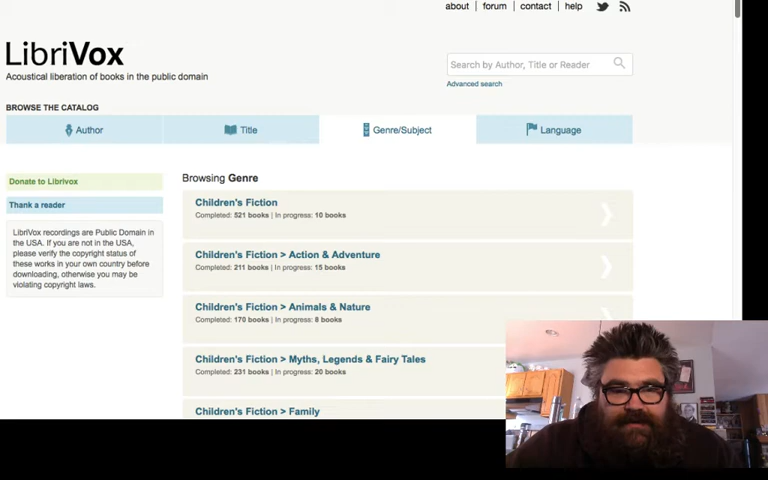 about | forum | contact | help
LibriVox
Acoustical liberation of books in the public domain
Search by Author, Title or Reader
Advanced search
BROWSE THE CATALOG
Author
Title
Genre/Subject
Language
Donate to Librivox
Thank a reader
LibriVox recordings are Public Domain in
the USA. If you are not in the USA,
please verify the copyright status of
these works in your own country before
downloading, otherwise you may be
violating copyright laws.
Browsing Genre
Children's Fiction
Completed: 521 books | In progress: 10 books
Children's Fiction > Action & Adventure
Completed: 211 books | In progress: 15 books
Children's Fiction > Animals & Nature
Completed: 170 books | In progress: 8 books
Children's Fiction > Myths, Legends & Fairy Tales
Completed: 231 books | In progress: 20 books
Children's Fiction > Family